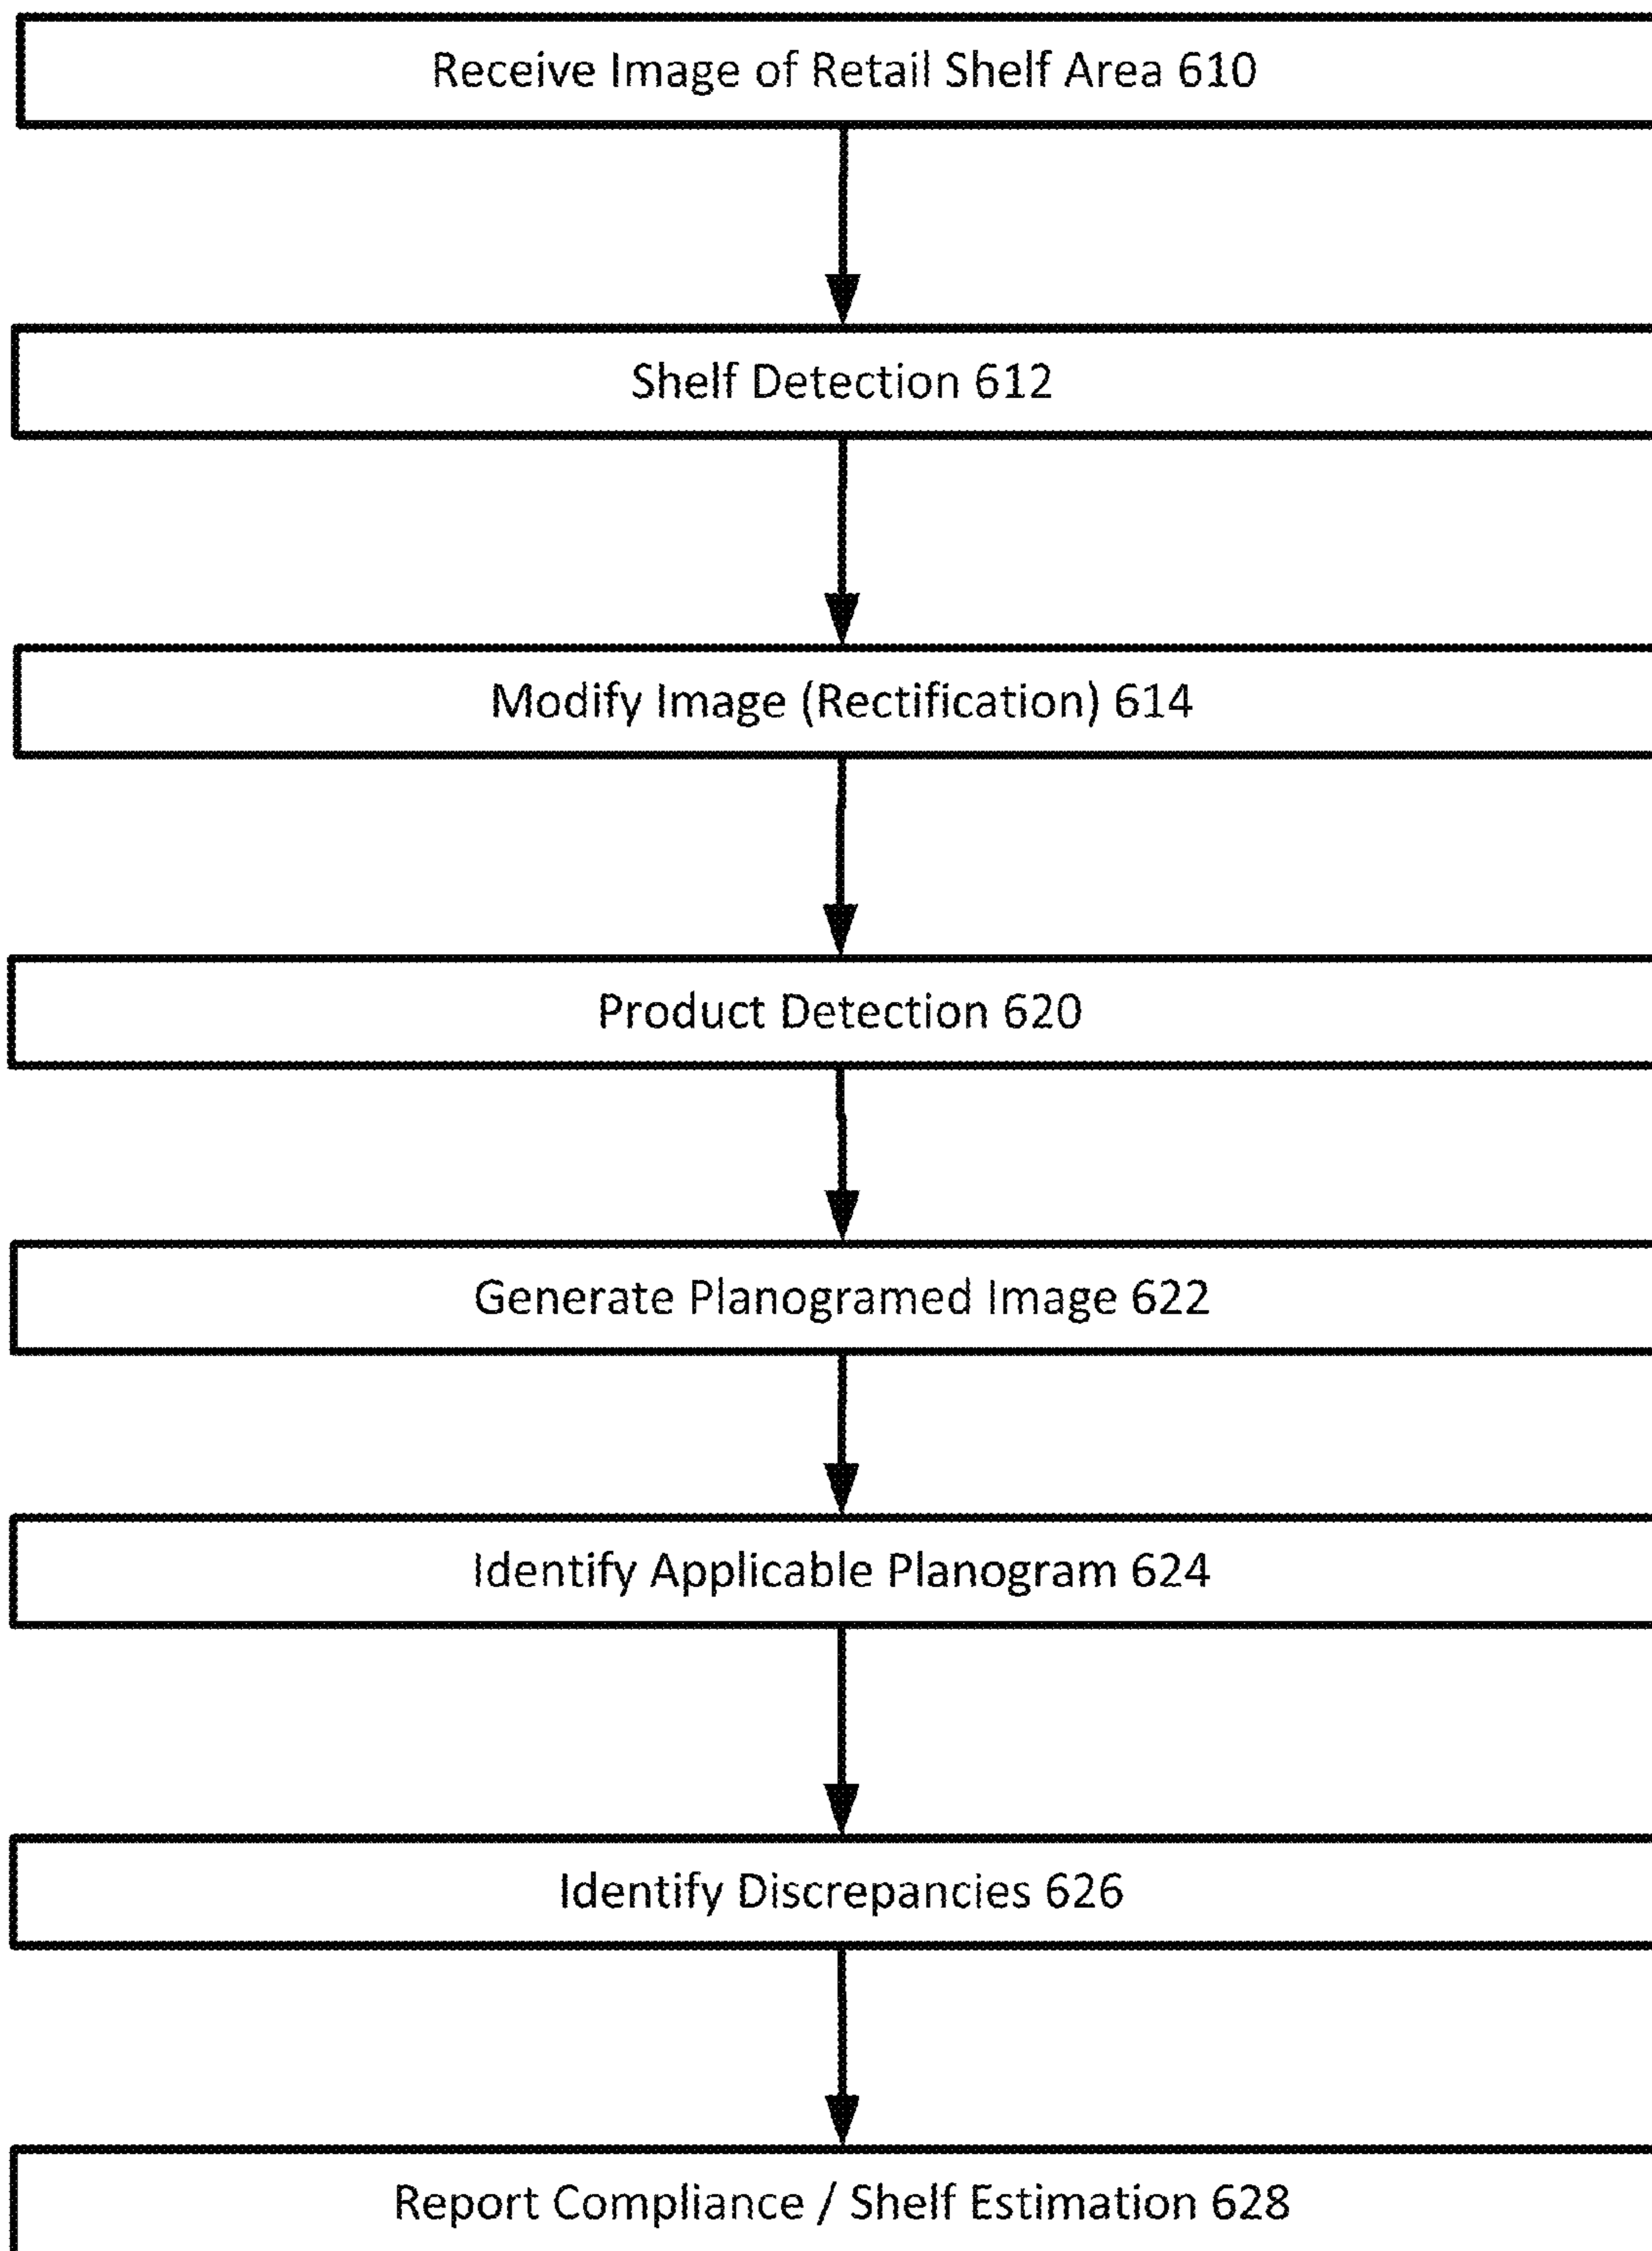 Receive Image of Retail Shelf Area 610
Shelf Detection 612
Modify Image (Rectification) 614
Product Detection 620
Generate Planogramed Image 622
Identify Applicable Planogram 624
Identify Discrepancies 626
Report Compliance / Shelf Estimation 628